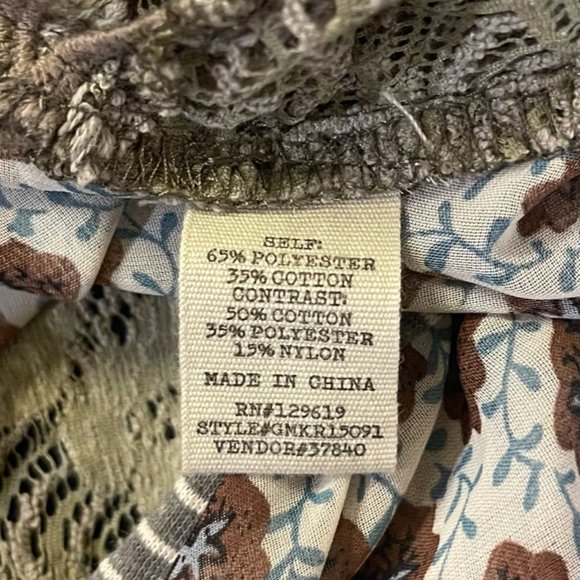 SELF:
65% POLYESTER
35% COTTON
CONTRAST:
50% COTTON
35% POLYESTER
15% NYLON
MADE IN CHINA
RN#129619
STYLE#GMKR15091
VENDOR#37840